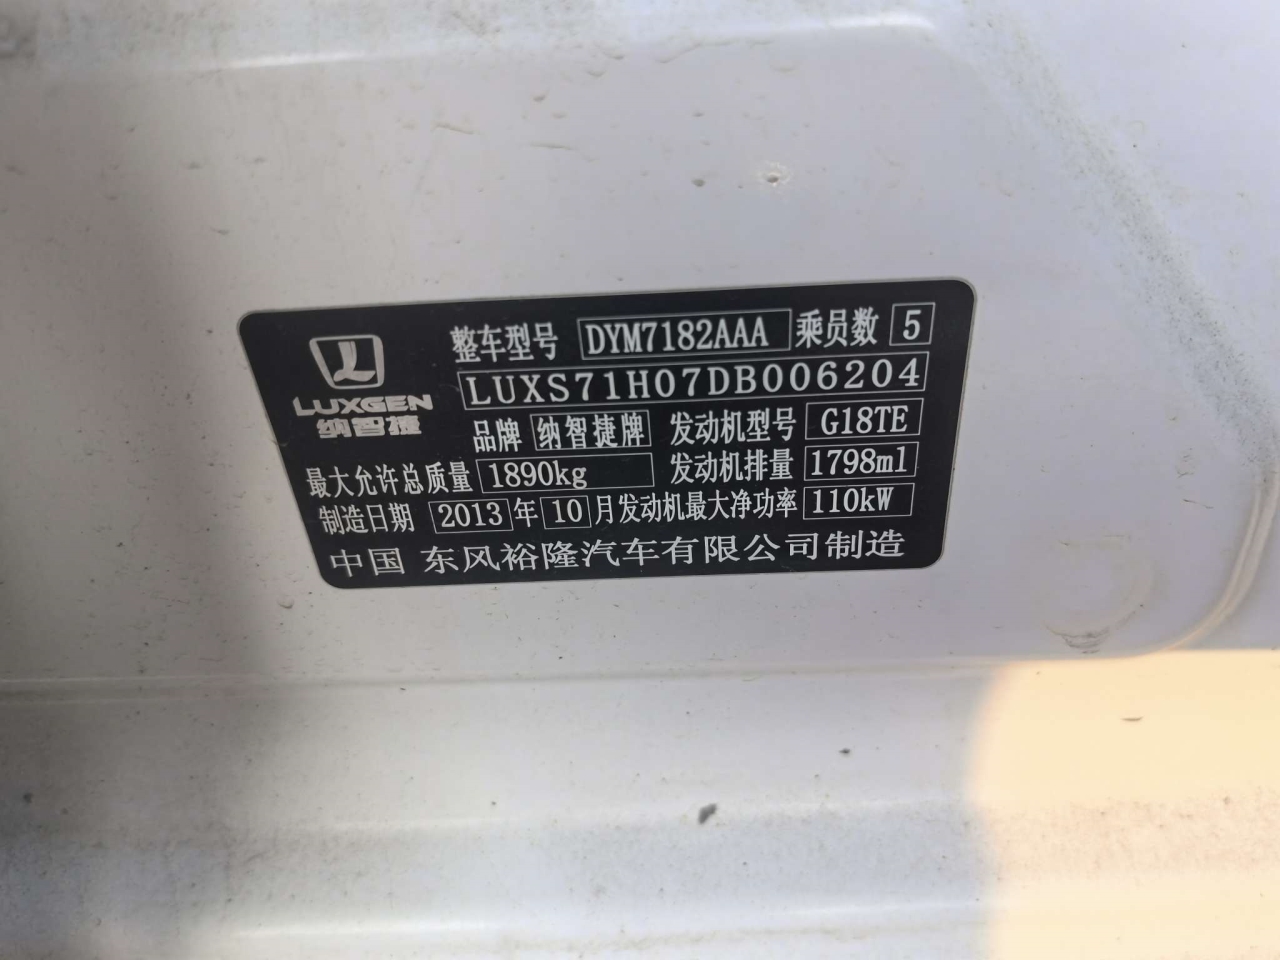 LUXGEN
纳智捷
整车型号 DYM7182AAA 乘员数 5
LUXS71H07DB006204
品牌 纳智捷牌 发动机型号 G18TE
最大允许总质量 1890kg 发动机排量 1798ml
制造日期 2013 年 10 月 发动机最大净功率 110kW
中国 东风裕隆汽车有限公司制造